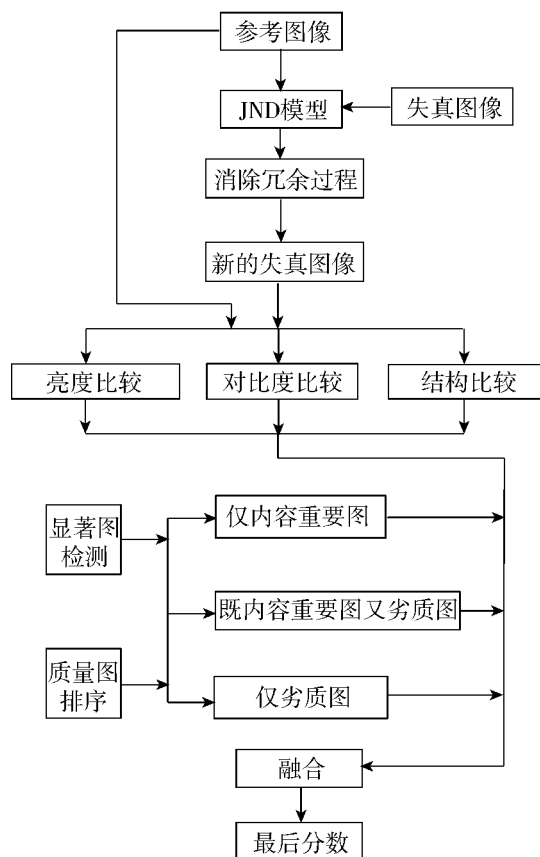 参考图像
JND模型
失真图像
消除冗余过程
新的失真图像
亮度比较
对比度比较
结构比较
显著图
检测
仅内容重要图
既内容重要图又劣质图
质量图
排序
仅劣质图
融合
最后分数